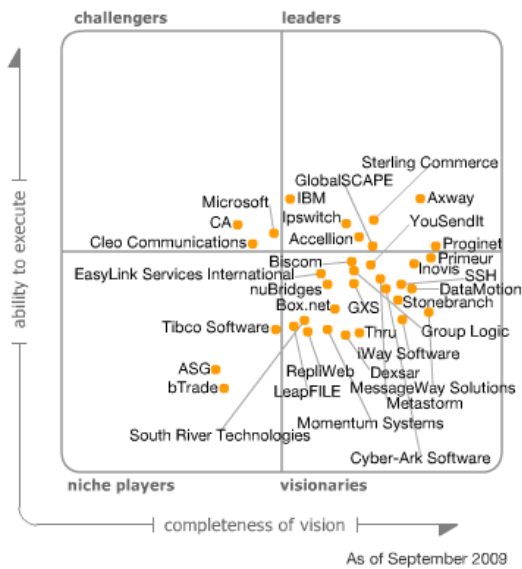 challengers
leaders
Sterling Commerce
GlobalSCAPE
Microsoft
IBM
Axway
CA
Ipswitch
YouSendIt
Cleo Communications
Accellion
Proginet
Biscom
Primeur
EasyLink Services International
Inovis
SSH
nuBridges
DataMotion
Box.net
GXS
Stonebranch
Tibco Software
Thru
Group Logic
iWay Software
ASG
RepliWeb
Dexsar
bTrade
LeapFILE
MessageWay Solutions
Metastorm
Momentum Systems
South River Technologies
Cyber-Ark Software
niche players
visionaries
ability to execute
completeness of vision
As of September 2009